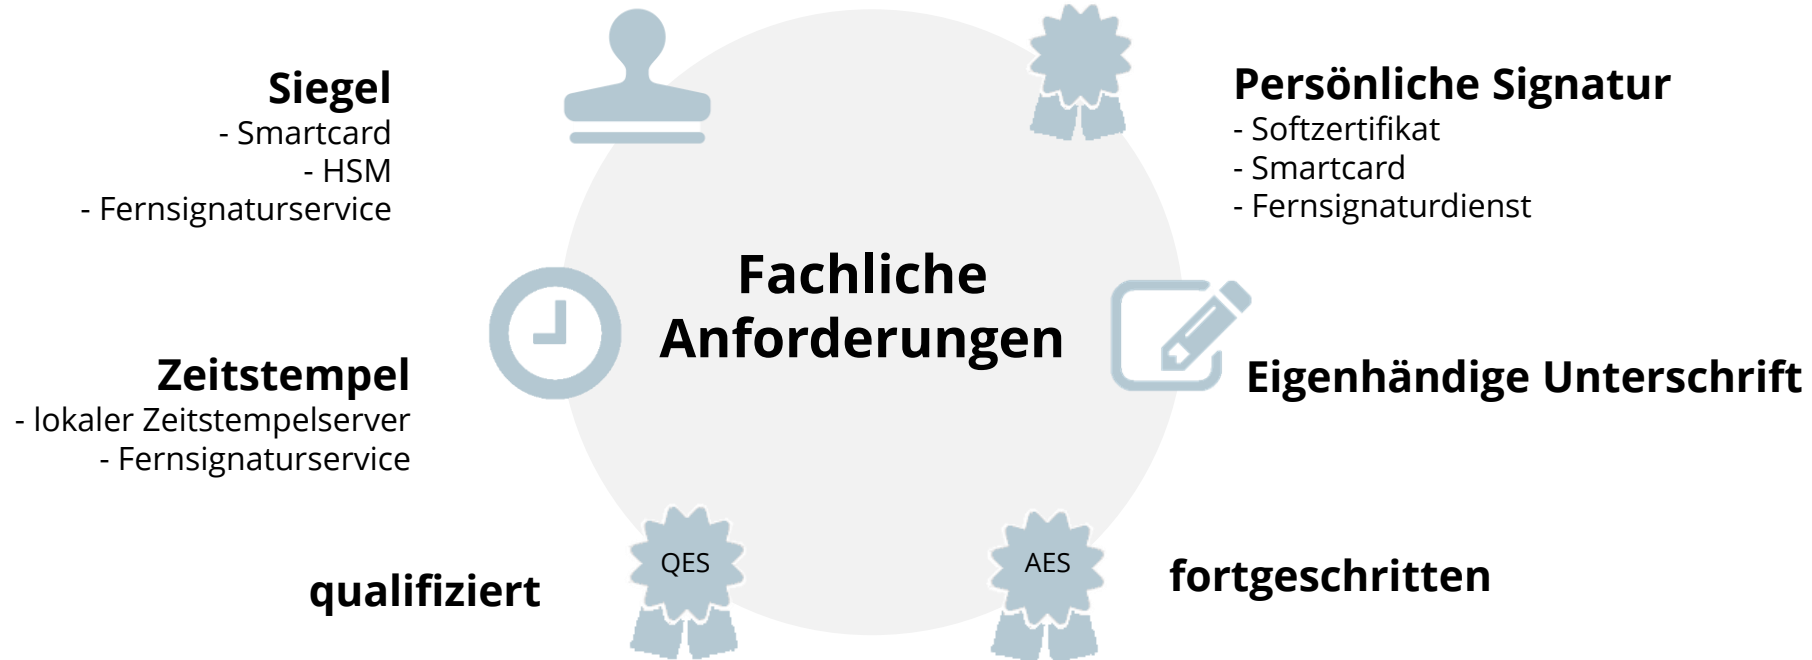 Siegel
- Smartcard
- HSM
- Fernsignaturservice
Persönliche Signatur
- Softzertifikat
- Smartcard
- Fernsignaturdienst
Fachliche
Anforderungen
Zeitstempel
- lokaler Zeitstempelserver
- Fernsignaturservice
Eigenhändige Unterschrift
qualifiziert
QES
AES
fortgeschritten